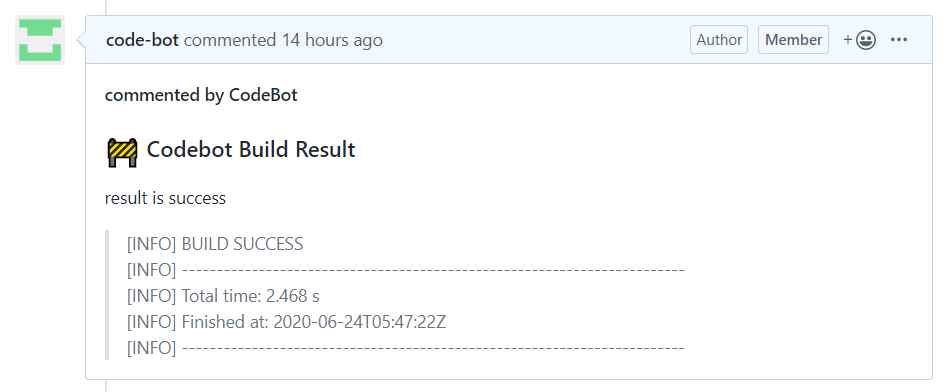 code-bot commented 14 hours ago Author Member +
commented by CodeBot
Codebot Build Result
result is success
[INFO] BUILD SUCCESS
[INFO] ------------------------------------------------------------------------
[INFO] Total time: 2.468 s
[INFO] Finished at: 2020-06-24T05:47:22Z
[INFO] ------------------------------------------------------------------------